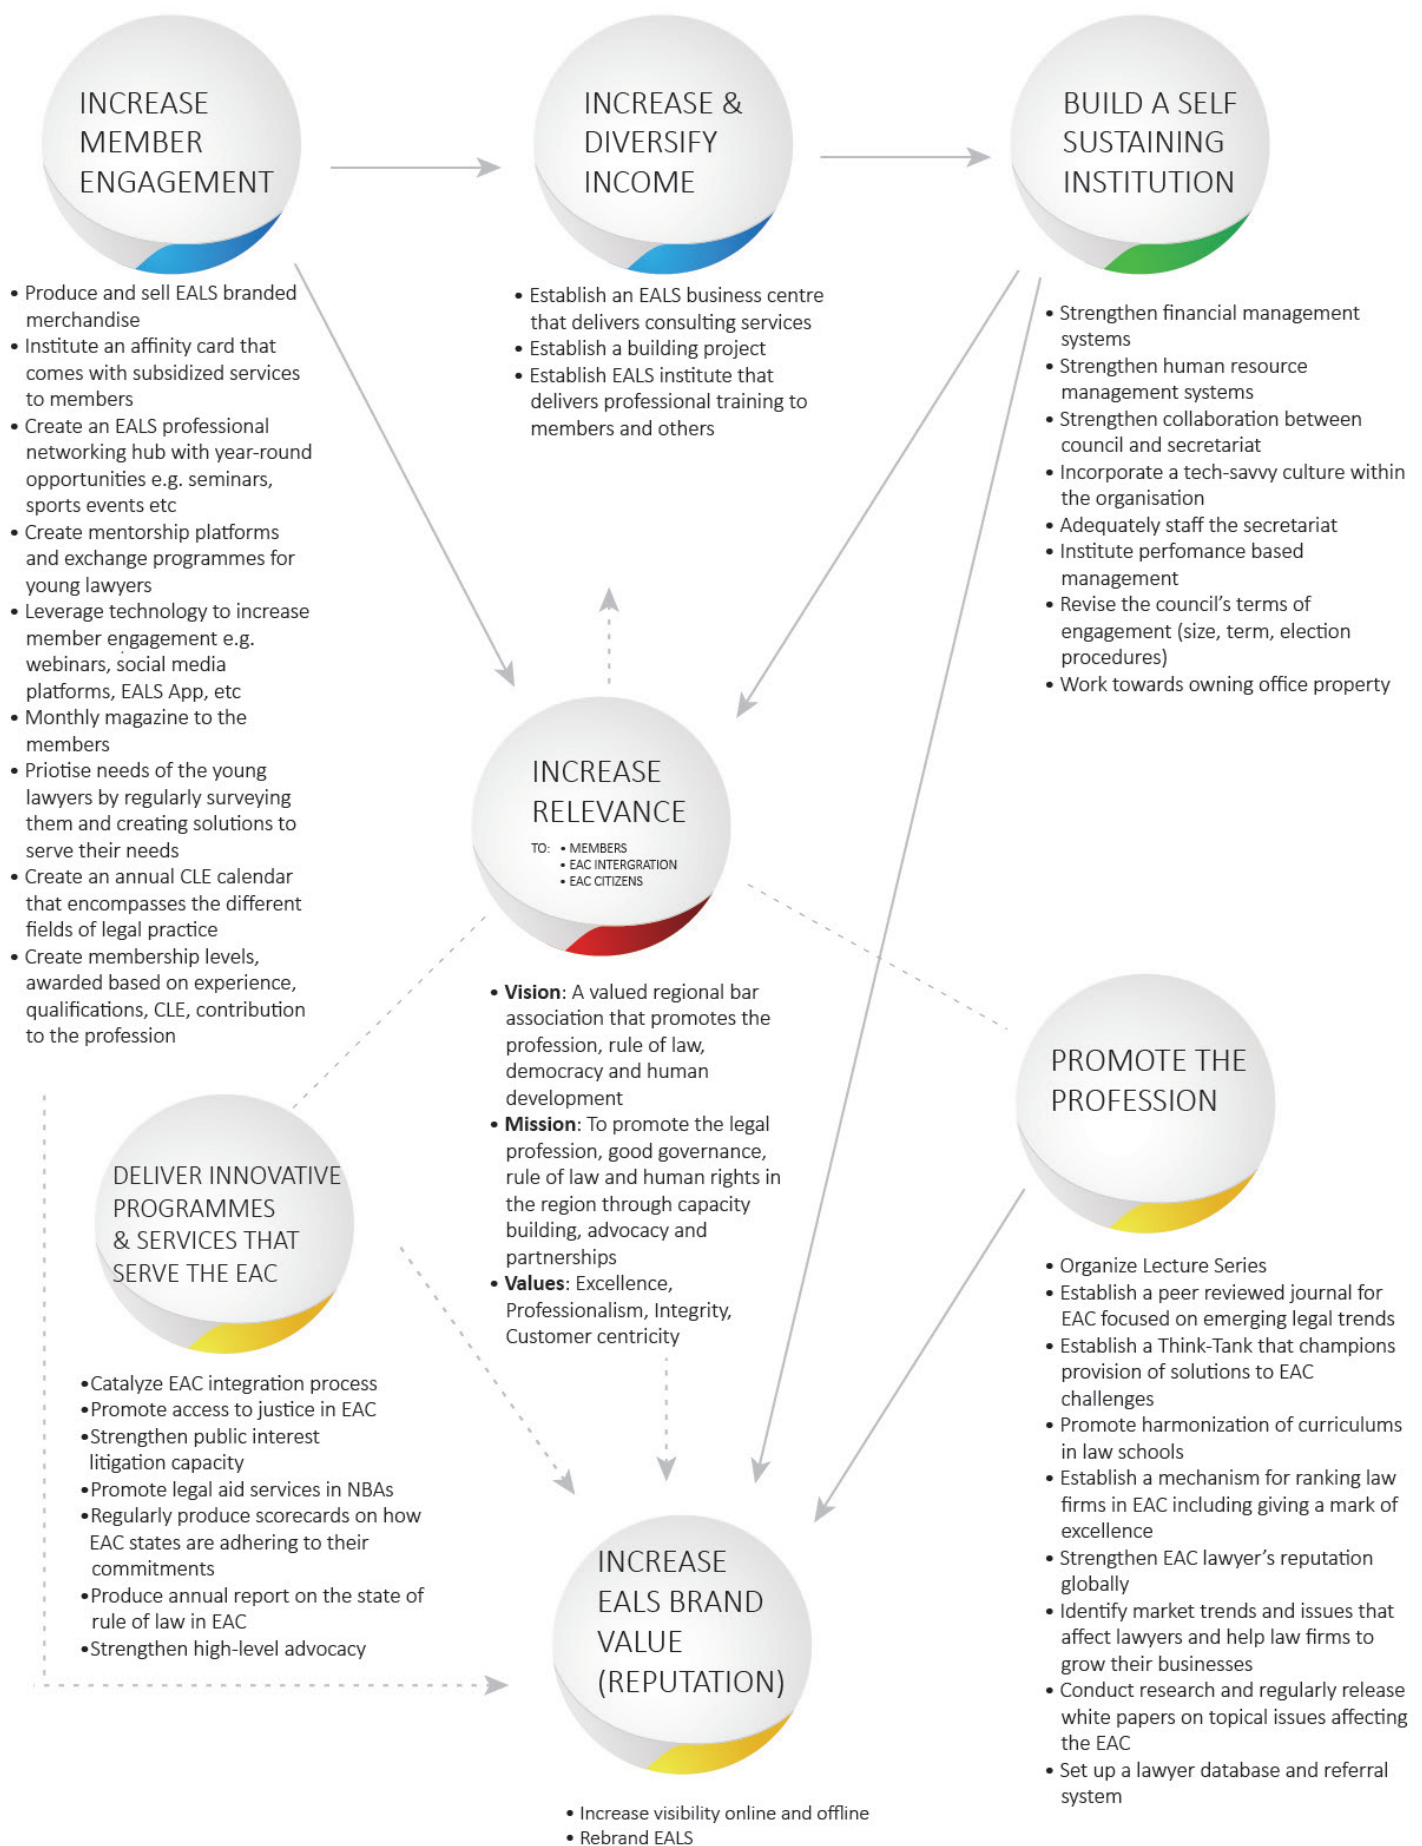 INCREASE
MEMBER
ENGAGEMENT
INCREASE &
DIVERSIFY
INCOME
BUILD A SELF
SUSTAINING
INSTITUTION
• Produce and sell EALS branded
merchandise
• Institute an affinity card that
comes with subsidized services
to members
• Create an EALS professional
networking hub with year-round
opportunities e.g. seminars,
sports events etc
• Create mentorship platforms
and exchange programmes for
young lawyers
• Leverage technology to increase
member engagement e.g.
webinars, social media
platforms, EALS App, etc
• Monthly magazine to the
members
• Priotise needs of the young
lawyers by regularly surveying
them and creating solutions to
serve their needs
• Create an annual CLE calendar
that encompasses the different
fields of legal practice
• Create membership levels,
awarded based on experience,
qualifications, CLE, contribution
to the profession
• Establish an EALS business centre
that delivers consulting services
• Establish a building project
• Establish EALS institute that
delivers professional training to
members and others
• Strengthen financial management
systems
• Strengthen human resource
management systems
• Strengthen collaboration between
council and secretariat
• Incorporate a tech-savvy culture within
the organisation
• Adequately staff the secretariat
• Institute perfomance based
management
• Revise the council's terms of
engagement (size, term, election
procedures)
• Work towards owning office property
INCREASE
RELEVANCE
TO: • MEMBERS
• EAC INTERGRATION
• EAC CITIZENS
• Vision: A valued regional bar
association that promotes the
profession, rule of law,
democracy and human
development
• Mission: To promote the legal
profession, good governance,
rule of law and human rights in
the region through capacity
building, advocacy and
partnerships
• Values: Excellence,
Professionalism, Integrity,
Customer centricity
DELIVER INNOVATIVE
PROGRAMMES
& SERVICES THAT
SERVE THE EAC
•Catalyze EAC integration process
•Promote access to justice in EAC
•Strengthen public interest
litigation capacity
•Promote legal aid services in NBAs
•Regularly produce scorecards on how
EAC states are adhering to their
commitments
•Produce annual report on the state of
rule of law in EAC
•Strengthen high-level advocacy
PROMOTE THE
PROFESSION
• Organize Lecture Series
• Establish a peer reviewed journal for
EAC focused on emerging legal trends
• Establish a Think-Tank that champions
provision of solutions to EAC
challenges
• Promote harmonization of curriculums
in law schools
• Establish a mechanism for ranking law
firms in EAC including giving a mark of
excellence
• Strengthen EAC lawyer's reputation
globally
• Identify market trends and issues that
affect lawyers and help law firms to
grow their businesses
• Conduct research and regularly release
white papers on topical issues affecting
the EAC
• Set up a lawyer database and referral
system
INCREASE
EALS BRAND
VALUE
(REPUTATION)
• Increase visibility online and offline
• Rebrand EALS